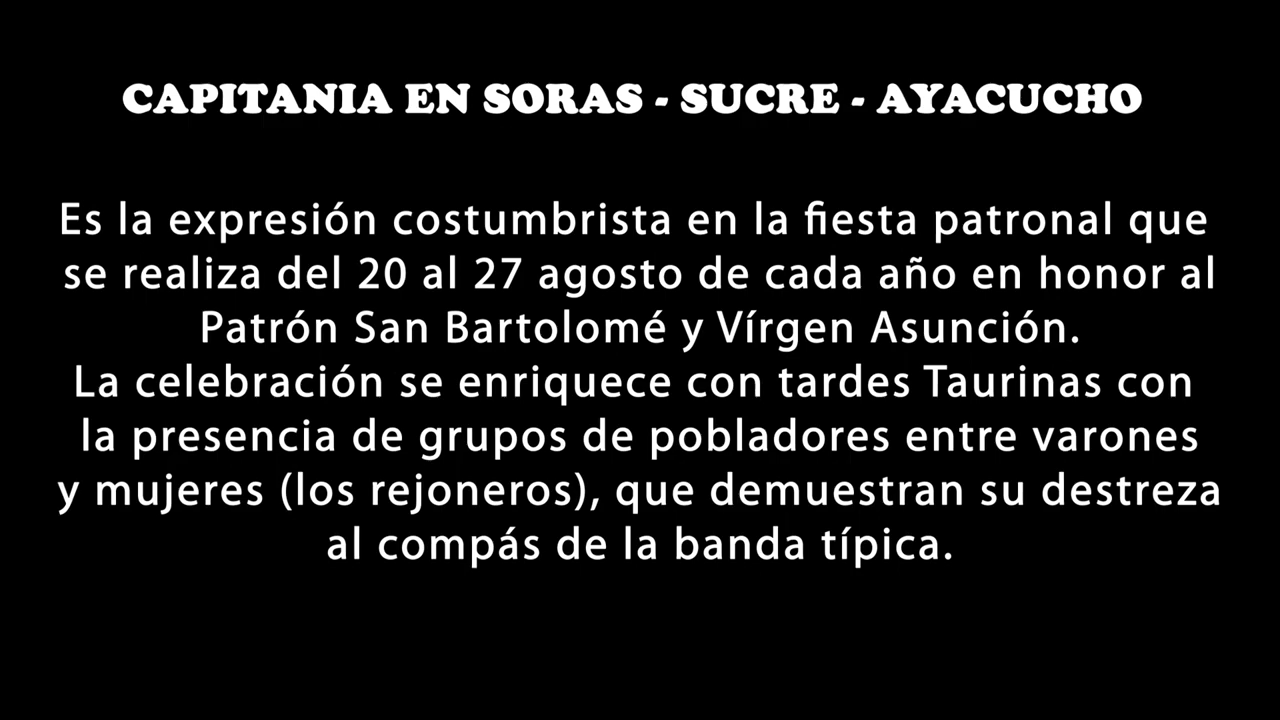 CAPITANIA EN SORAS - SUCRE - AYACUCHO
Es la expresión costumbrista en la fiesta patronal que
se realiza del 20 al 27 agosto de cada año en honor al
Patrón San Bartolomé y Vírgen Asunción.
La celebración se enriquece con tardes Taurinas con
la presencia de grupos de pobladores entre varones
y mujeres (los rejoneros), que demuestran su destreza
al compás de la banda típica.